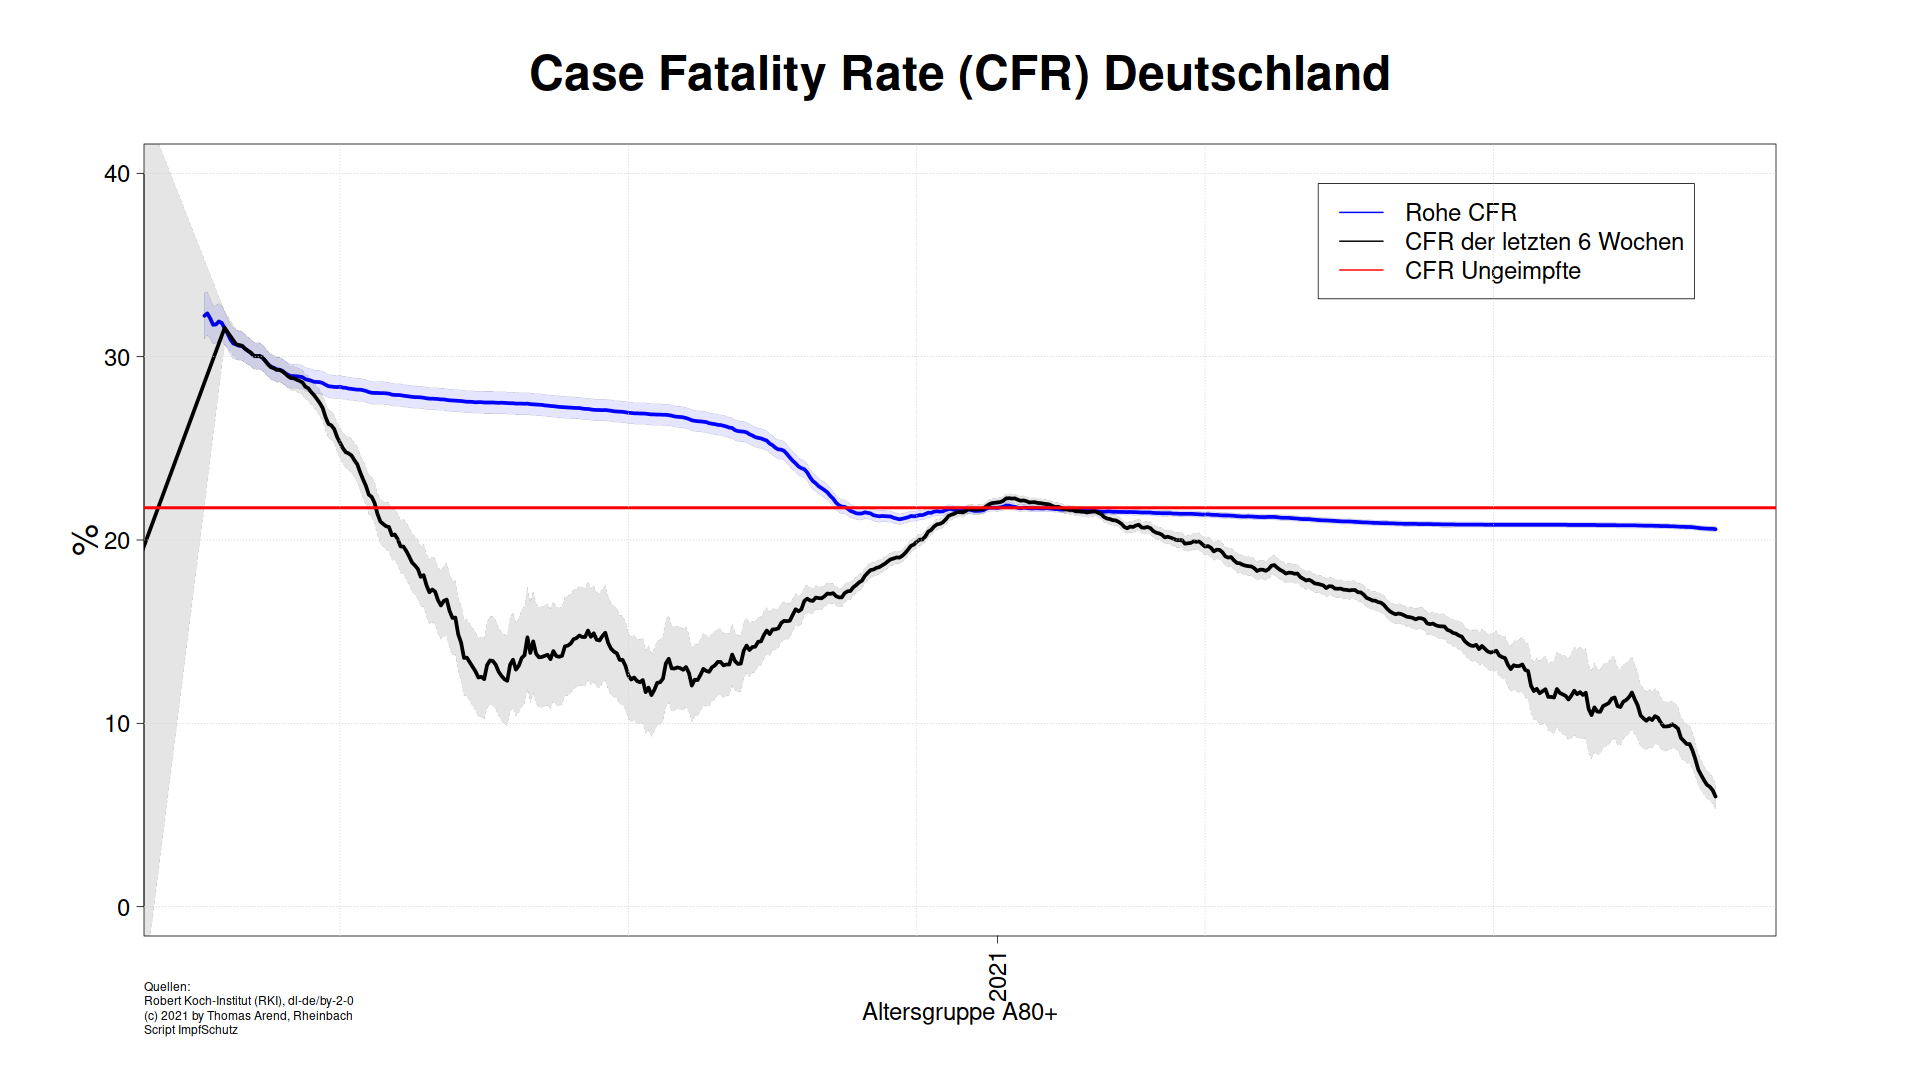 Case Fatality Rate (CFR) Deutschland
40
30
20
10
0
%
Rohe CFR
CFR der letzten 6 Wochen
CFR Ungeimpfte
2021
Altersgruppe A80+
Quellen:
Robert Koch-Institut (RKI), dl-de/by-2-0
(c) 2021 by Thomas Arend, Rheinbach
Script ImpfSchutz